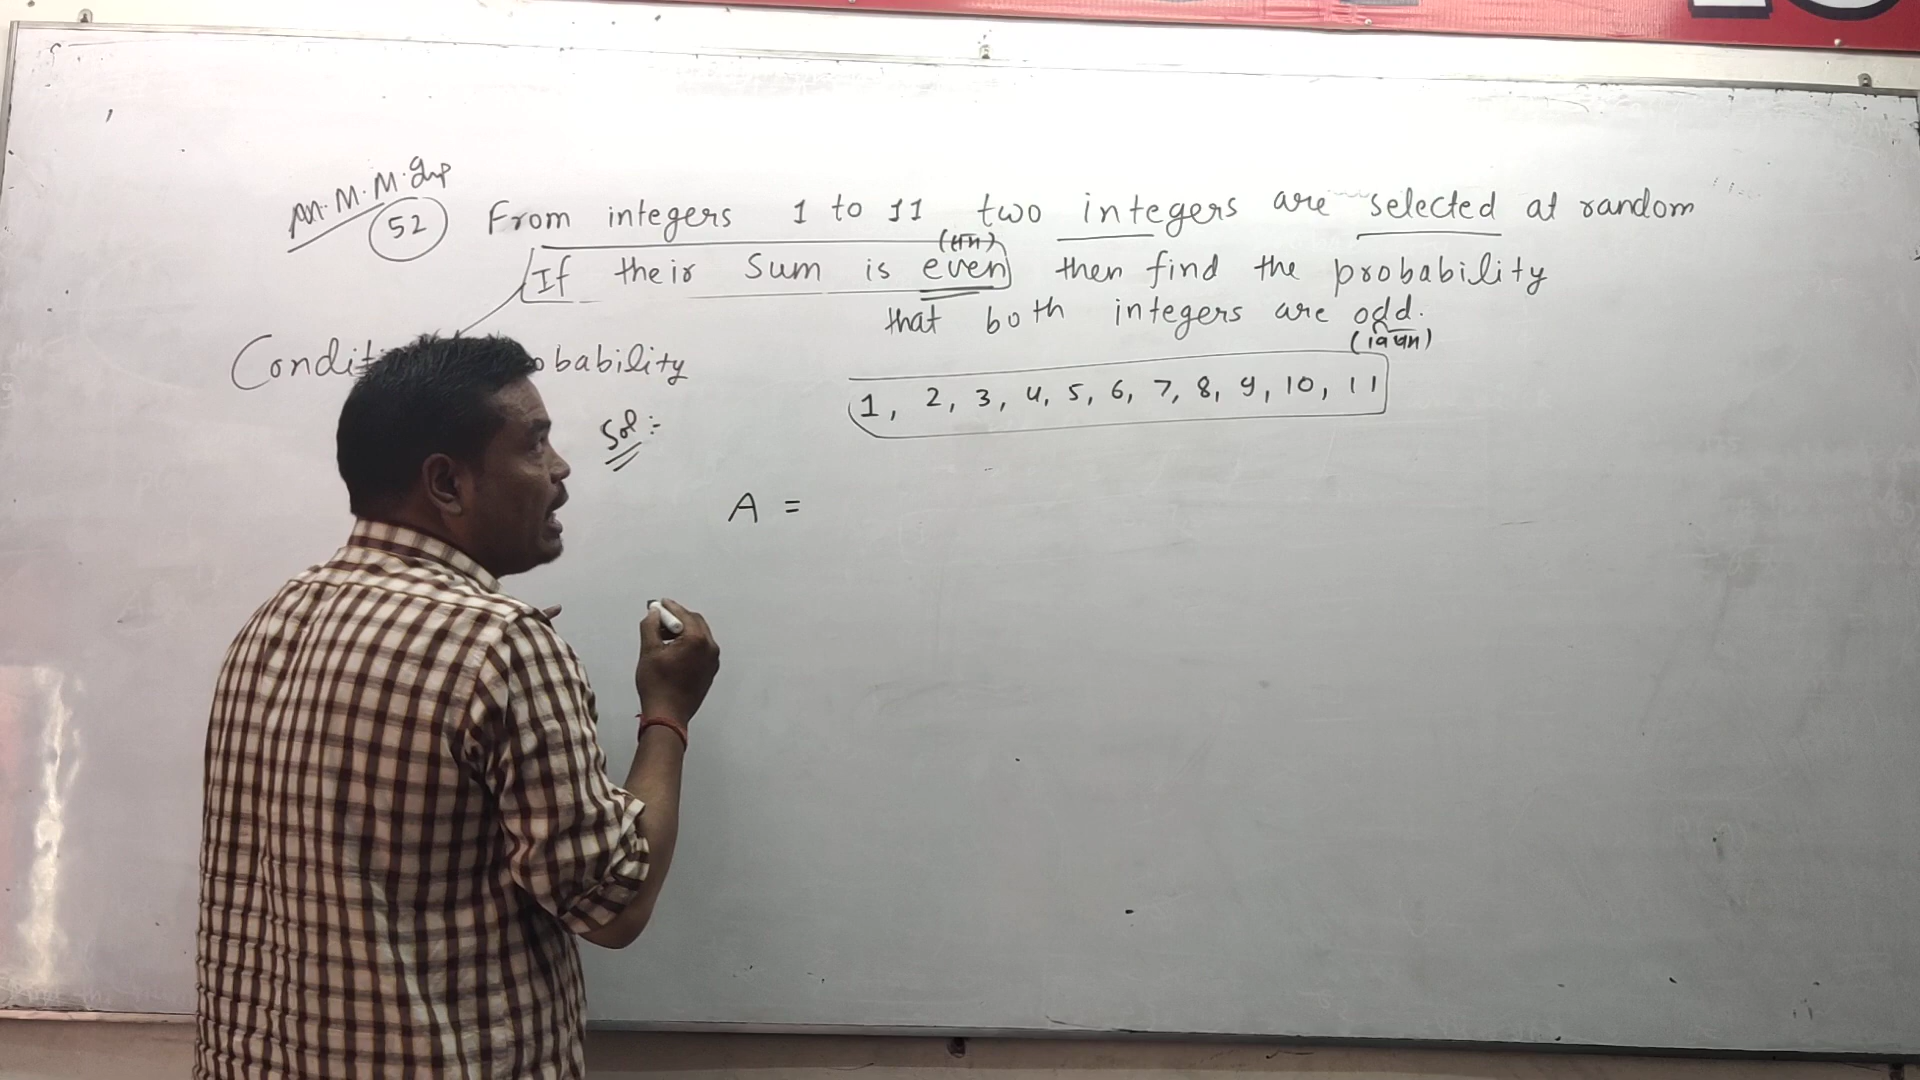 M.M. Imp
52 From integers 1 to 11 two integers are selected at random
(सम)
If their Sum is even then find the probability
that both integers are odd.
(विषम)
Condit obability
1, 2, 3, 4, 5, 6, 7, 8, 9, 10, 11
Sol :-
A =